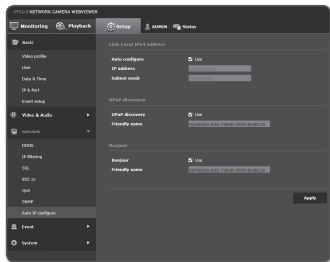 iPOLiS NETWORK CAMERA WEBVIEWER
Monitoring
Playback
Setup
ADMIN
Status
Basic
Video profile
User
Date & Time
IP & Port
Event setup
Video & Audio
Network
DDNS
IP filtering
SSL
802.1x
QoS
SNMP
Auto IP configure
Event
System
Link-Local IPv4 address
Auto configure
Use
IP address
Subnet mask
UPnP discovery
UPnP discovery
Use
Friendly name
Bonjour
Bonjour
Use
Friendly name
Apply